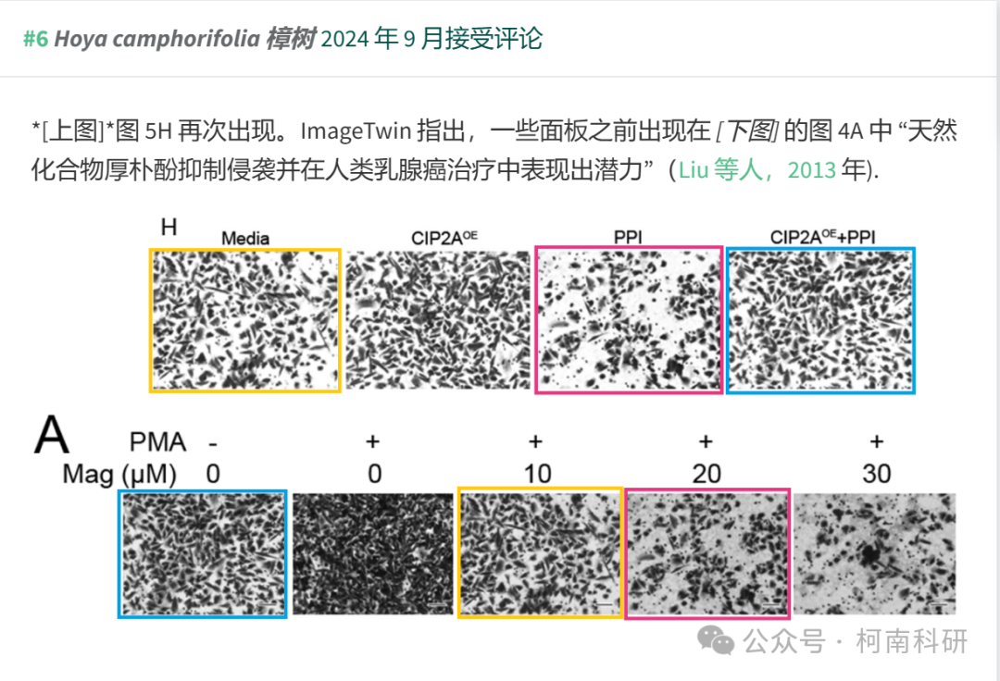 #6 Hoya camphorifolia 樟树 2024 年 9 月接受评论
*[上图]*图 5H 再次出现。ImageTwin 指出，一些面板之前出现在 [下图] 的图 4A 中 “天然
化合物厚朴酚抑制侵袭并在人类乳腺癌治疗中表现出潜力”（Liu 等人，2013 年).
H Media CIP2Aᴼᴱ PPI CIP2Aᴼᴱ+PPI
A PMA - + + + +
Mag (μM) 0 0 10 20 30
公众号 · 柯南科研